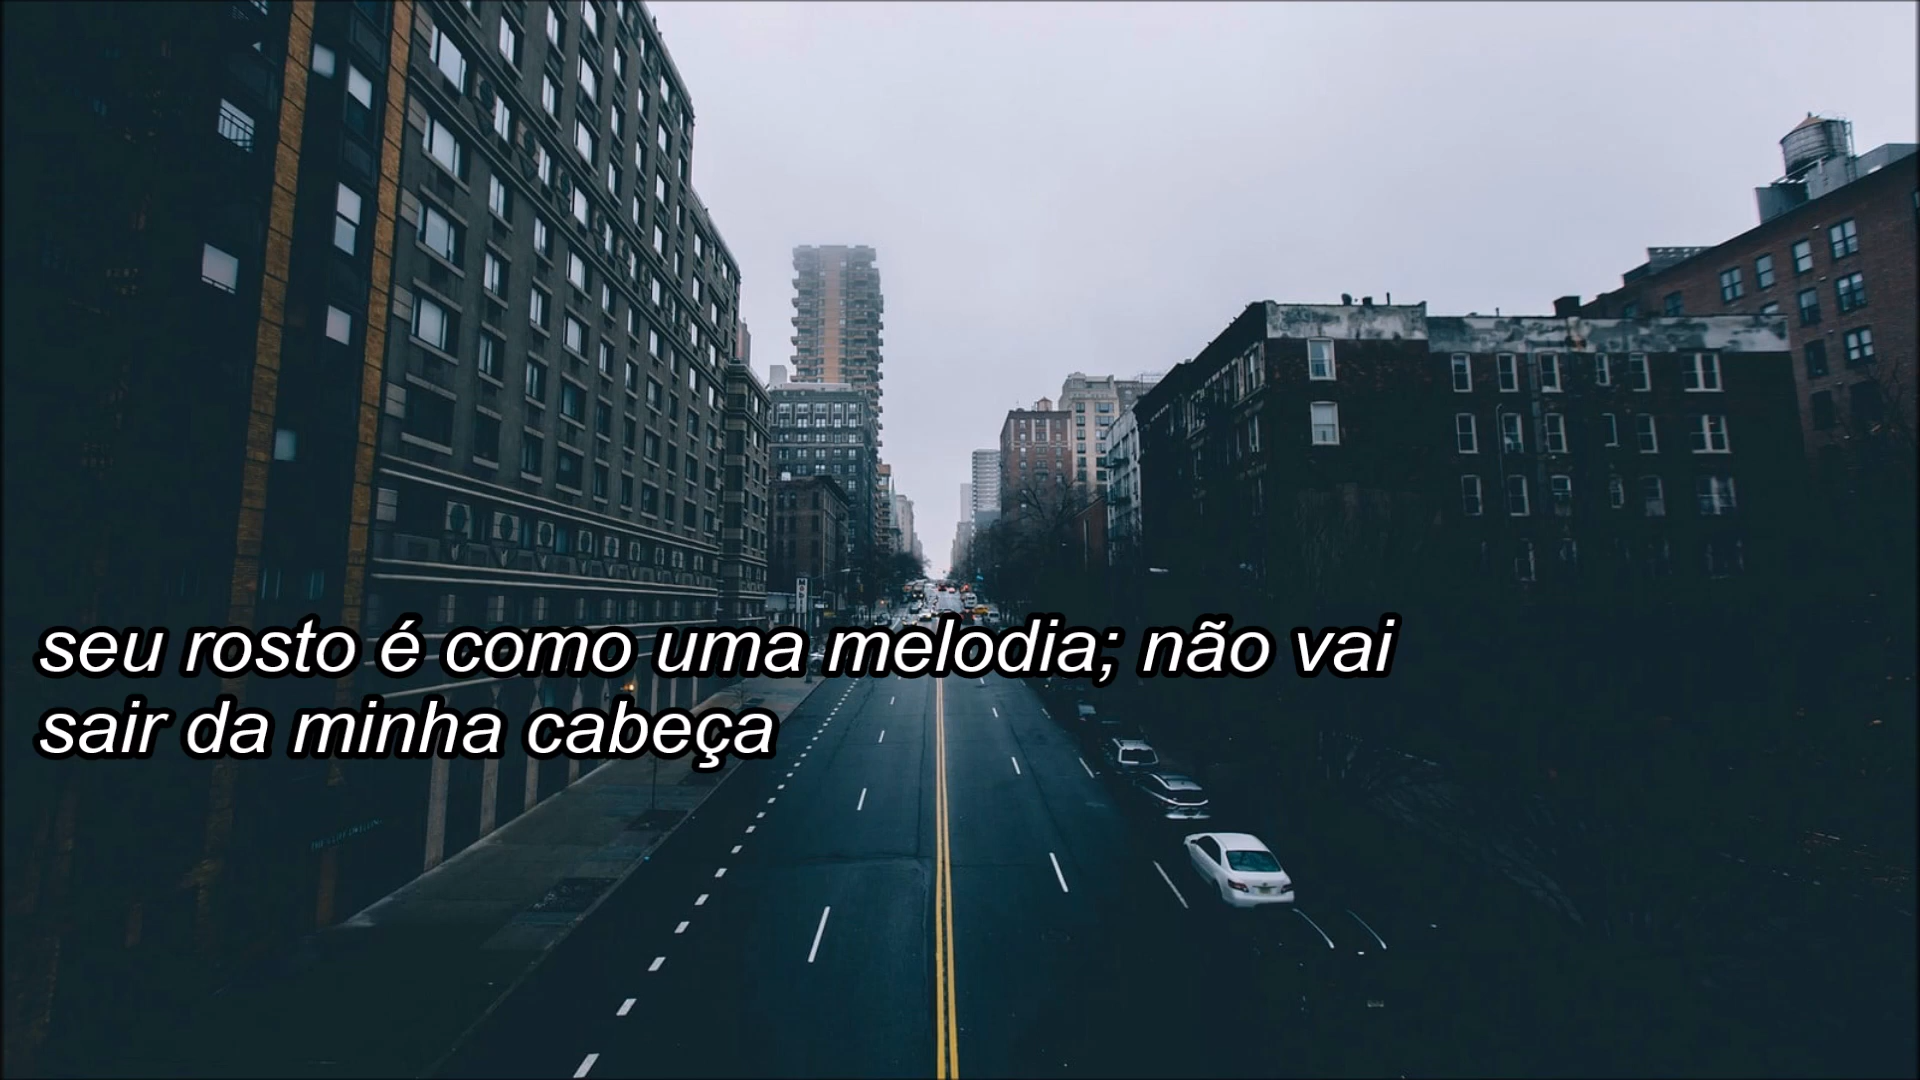 seu rosto é como uma melodia; não vai
sair da minha cabeça